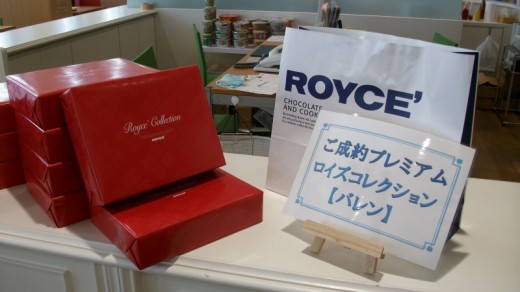 Royce' Collection
ROYCE'
ROYCE'
CHOCOLATE
AND COOK
ご成約プレミアム
ロイズコレクション
【バレン】